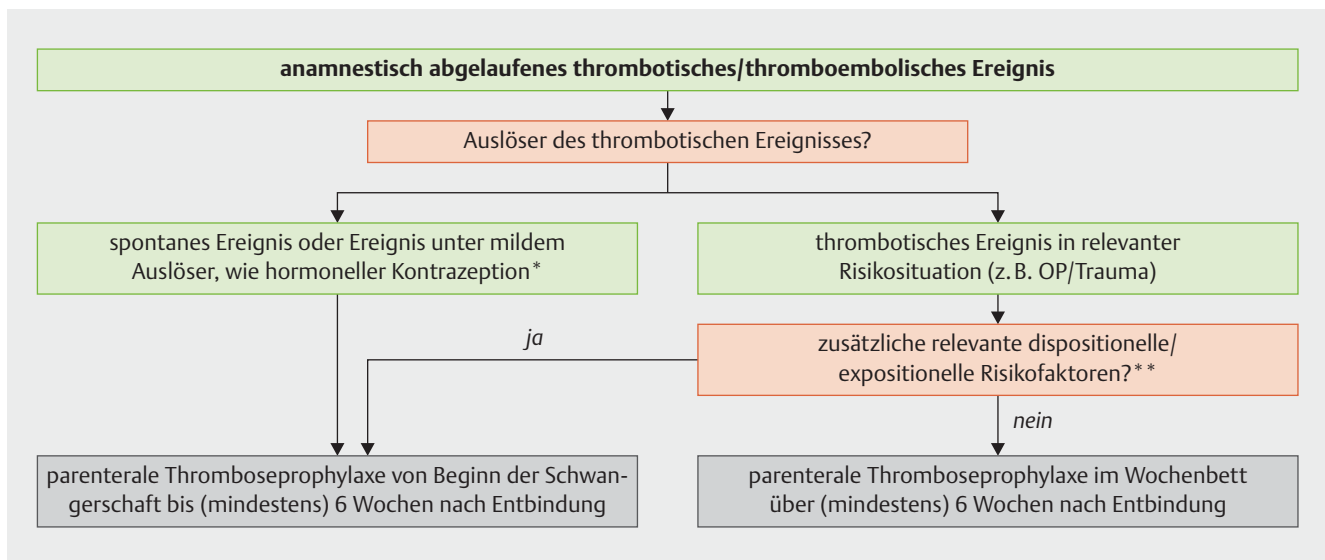 anamnestisch abgelaufenes thrombotisches/thromboembolisches Ereignis
Auslöser des thrombotischen Ereignisses?
spontanes Ereignis oder Ereignis unter mildem
Auslöser, wie hormoneller Kontrazeption*
thrombotisches Ereignis in relevanter
Risikosituation (z. B. OP/Trauma)
ja
zusätzliche relevante dispositionelle/
expositionelle Risikofaktoren?**
nein
parenterale Thromboseprophylaxe von Beginn der Schwan-
gerschaft bis (mindestens) 6 Wochen nach Entbindung
parenterale Thromboseprophylaxe im Wochenbett
über (mindestens) 6 Wochen nach Entbindung